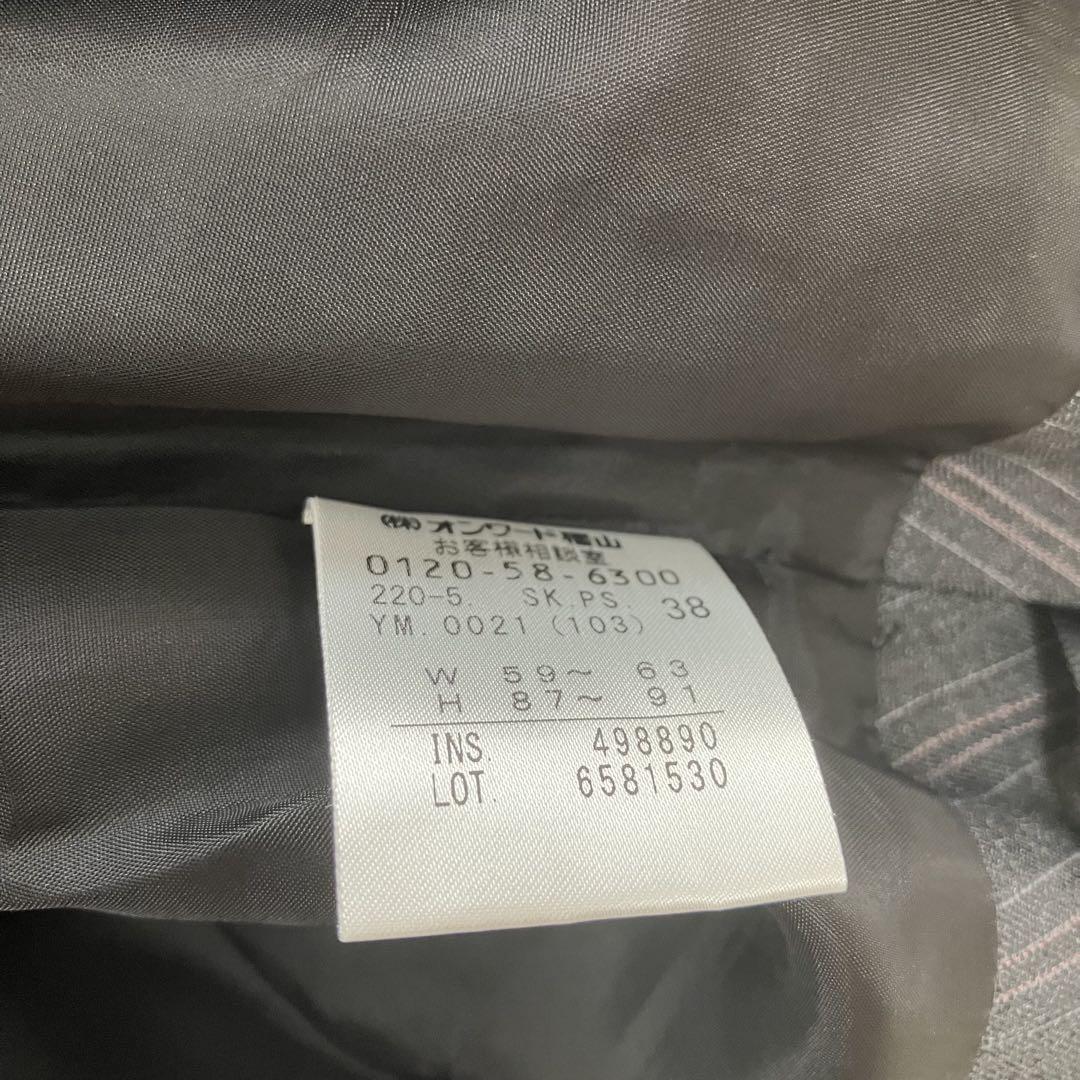 ㈱オンワード樫山
お客様相談室
0120-58-6300
220-5. SK.PS. 38
YM.0021(103)
W 59~ 63
H 87~ 91
INS. 498890
LOT. 6581530